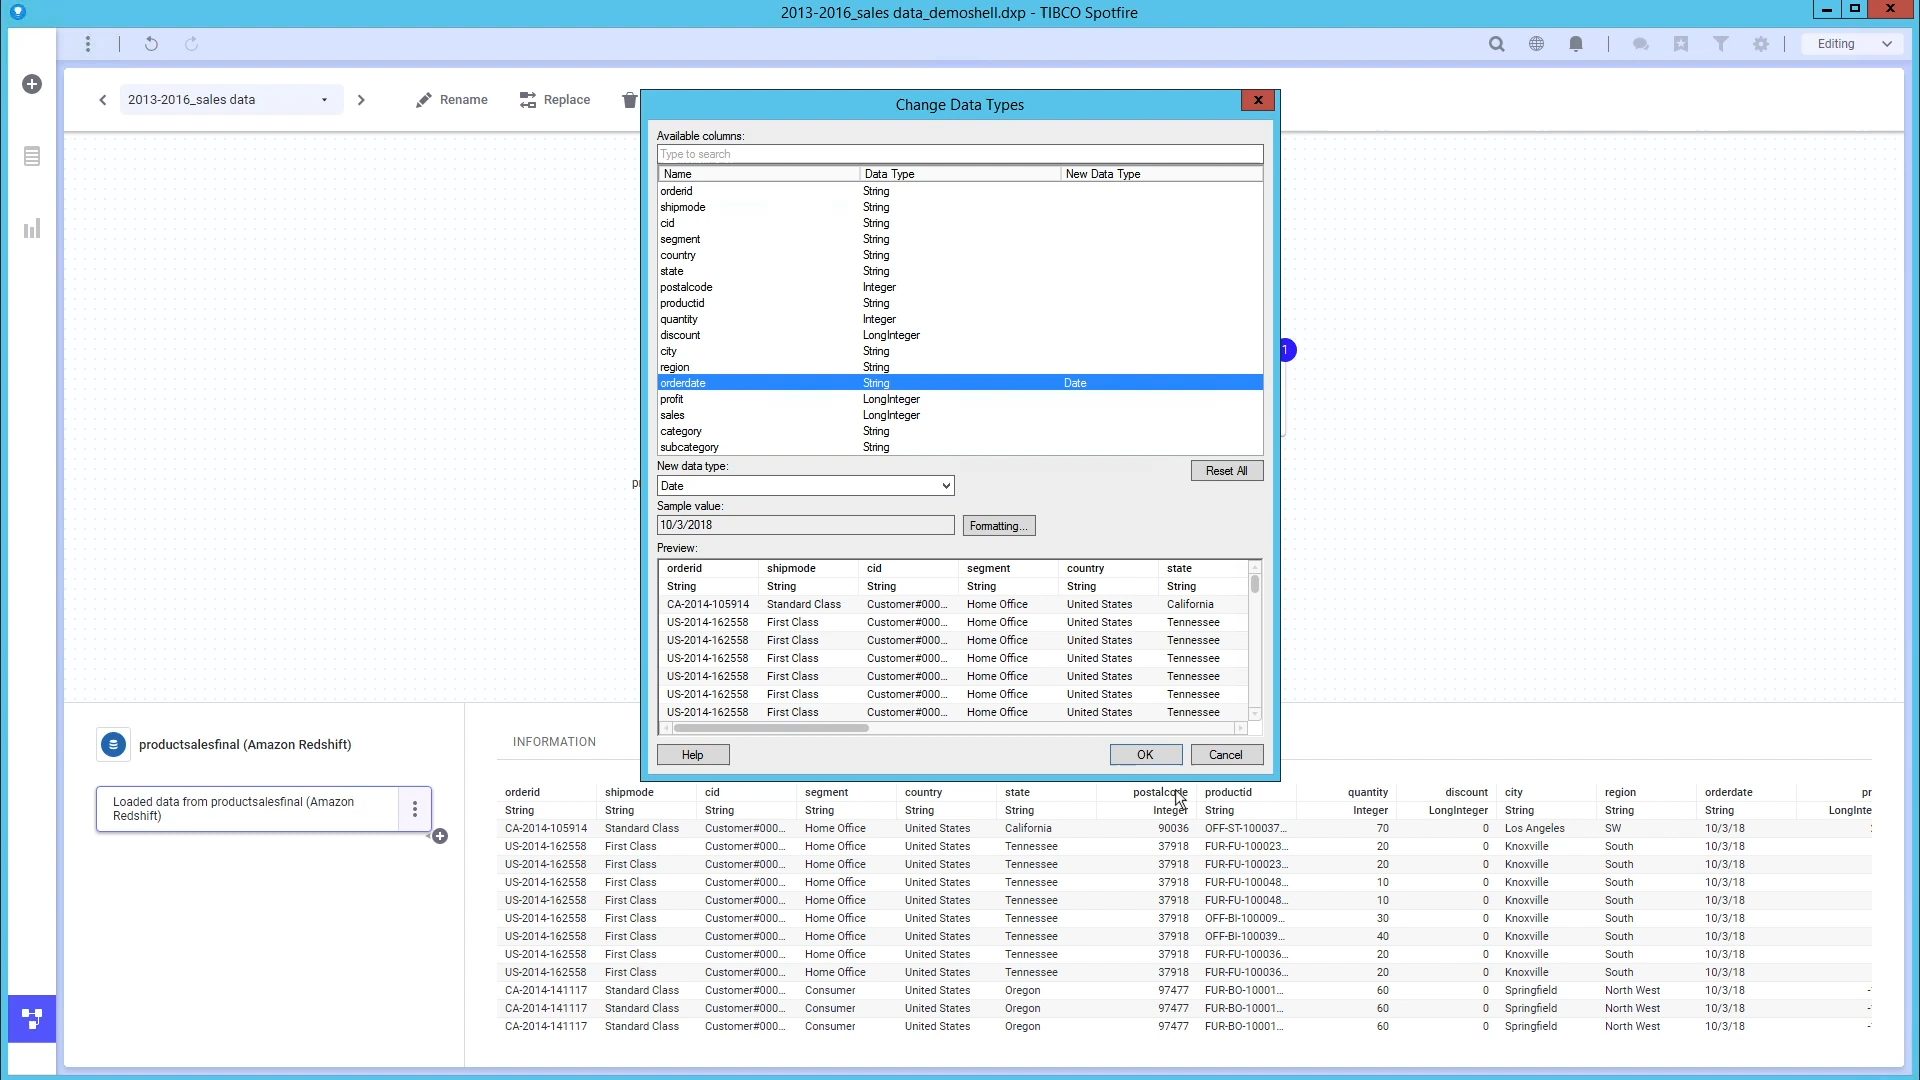 2013-2016_sales data_demoshell.dxp - TIBCO Spotfire
Editing
2013-2016_sales data
Rename
Replace
Change Data Types
Available columns:
Type to search
Name Data Type New Data Type
orderid String
shipmode String
cid String
segment String
country String
state String
postalcode Integer
productid String
quantity Integer
discount LongInteger
city String
region String
orderdate String Date
profit LongInteger
sales LongInteger
category String
subcategory String
New data type:
Reset All
Date
Sample value:
10/3/2018
Formatting...
Preview:
orderid shipmode cid segment country state
String String String String String String
CA-2014-105914 Standard Class Customer#000... Home Office United States California
US-2014-162558 First Class Customer#000... Home Office United States Tennessee
US-2014-162558 First Class Customer#000... Home Office United States Tennessee
US-2014-162558 First Class Customer#000... Home Office United States Tennessee
US-2014-162558 First Class Customer#000... Home Office United States Tennessee
US-2014-162558 First Class Customer#000... Home Office United States Tennessee
US-2014-162558 First Class Customer#000... Home Office United States Tennessee
Help
OK
Cancel
1
productsalesfinal (Amazon Redshift)
Loaded data from productsalesfinal (Amazon
Redshift)
INFORMATION
orderid shipmode cid segment country state postalcode productid quantity discount city region orderdate pr
String String String String String String Integer String Integer LongInteger String String String LongInte
CA-2014-105914 Standard Class Customer#000... Home Office United States California 90036 OFF-ST-100037... 70 0 Los Angeles SW 10/3/18
US-2014-162558 First Class Customer#000... Home Office United States Tennessee 37918 FUR-FU-100023... 20 0 Knoxville South 10/3/18
US-2014-162558 First Class Customer#000... Home Office United States Tennessee 37918 FUR-FU-100023... 20 0 Knoxville South 10/3/18
US-2014-162558 First Class Customer#000... Home Office United States Tennessee 37918 FUR-FU-100048... 10 0 Knoxville South 10/3/18
US-2014-162558 First Class Customer#000... Home Office United States Tennessee 37918 FUR-FU-100048... 10 0 Knoxville South 10/3/18
US-2014-162558 First Class Customer#000... Home Office United States Tennessee 37918 OFF-BI-100009... 30 0 Knoxville South 10/3/18
US-2014-162558 First Class Customer#000... Home Office United States Tennessee 37918 OFF-BI-100039... 40 0 Knoxville South 10/3/18
US-2014-162558 First Class Customer#000... Home Office United States Tennessee 37918 FUR-FU-100036... 20 0 Knoxville South 10/3/18
US-2014-162558 First Class Customer#000... Home Office United States Tennessee 37918 FUR-FU-100036... 20 0 Knoxville South 10/3/18
CA-2014-141117 Standard Class Customer#000... Consumer United States Oregon 97477 FUR-BO-10001... 60 0 Springfield North West 10/3/18 -
CA-2014-141117 Standard Class Customer#000... Consumer United States Oregon 97477 FUR-BO-10001... 60 0 Springfield North West 10/3/18
CA-2014-141117 Standard Class Customer#000... Consumer United States Oregon 97477 FUR-BO-10001... 60 0 Springfield North West 10/3/18 -